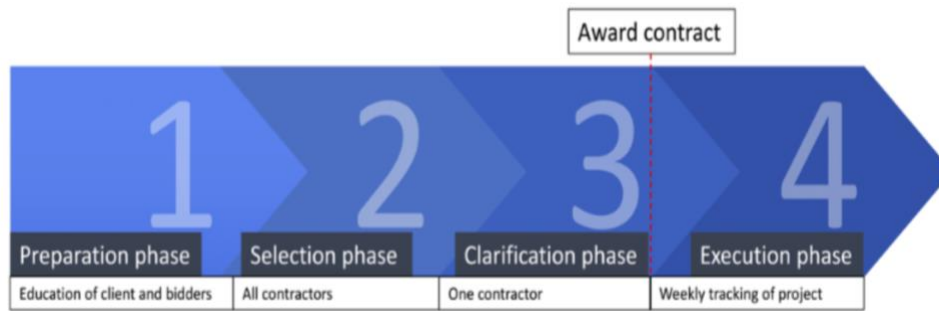 Award contract
1
2
3
4
Preparation phase
Selection phase
Clarification phase
Execution phase
Education of client and bidders
All contractors
One contractor
Weekly tracking of project